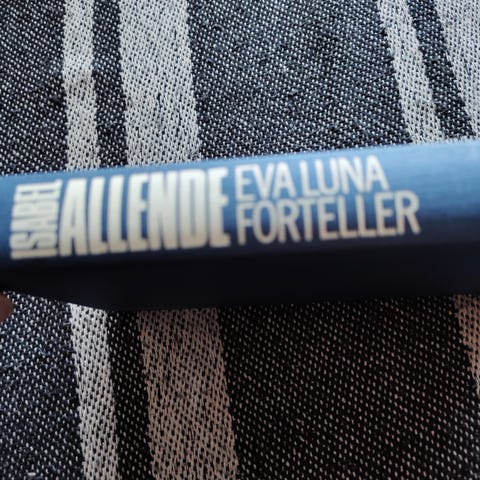 ISABEL
ALLENDE
EVA LUNA
FORTELLER